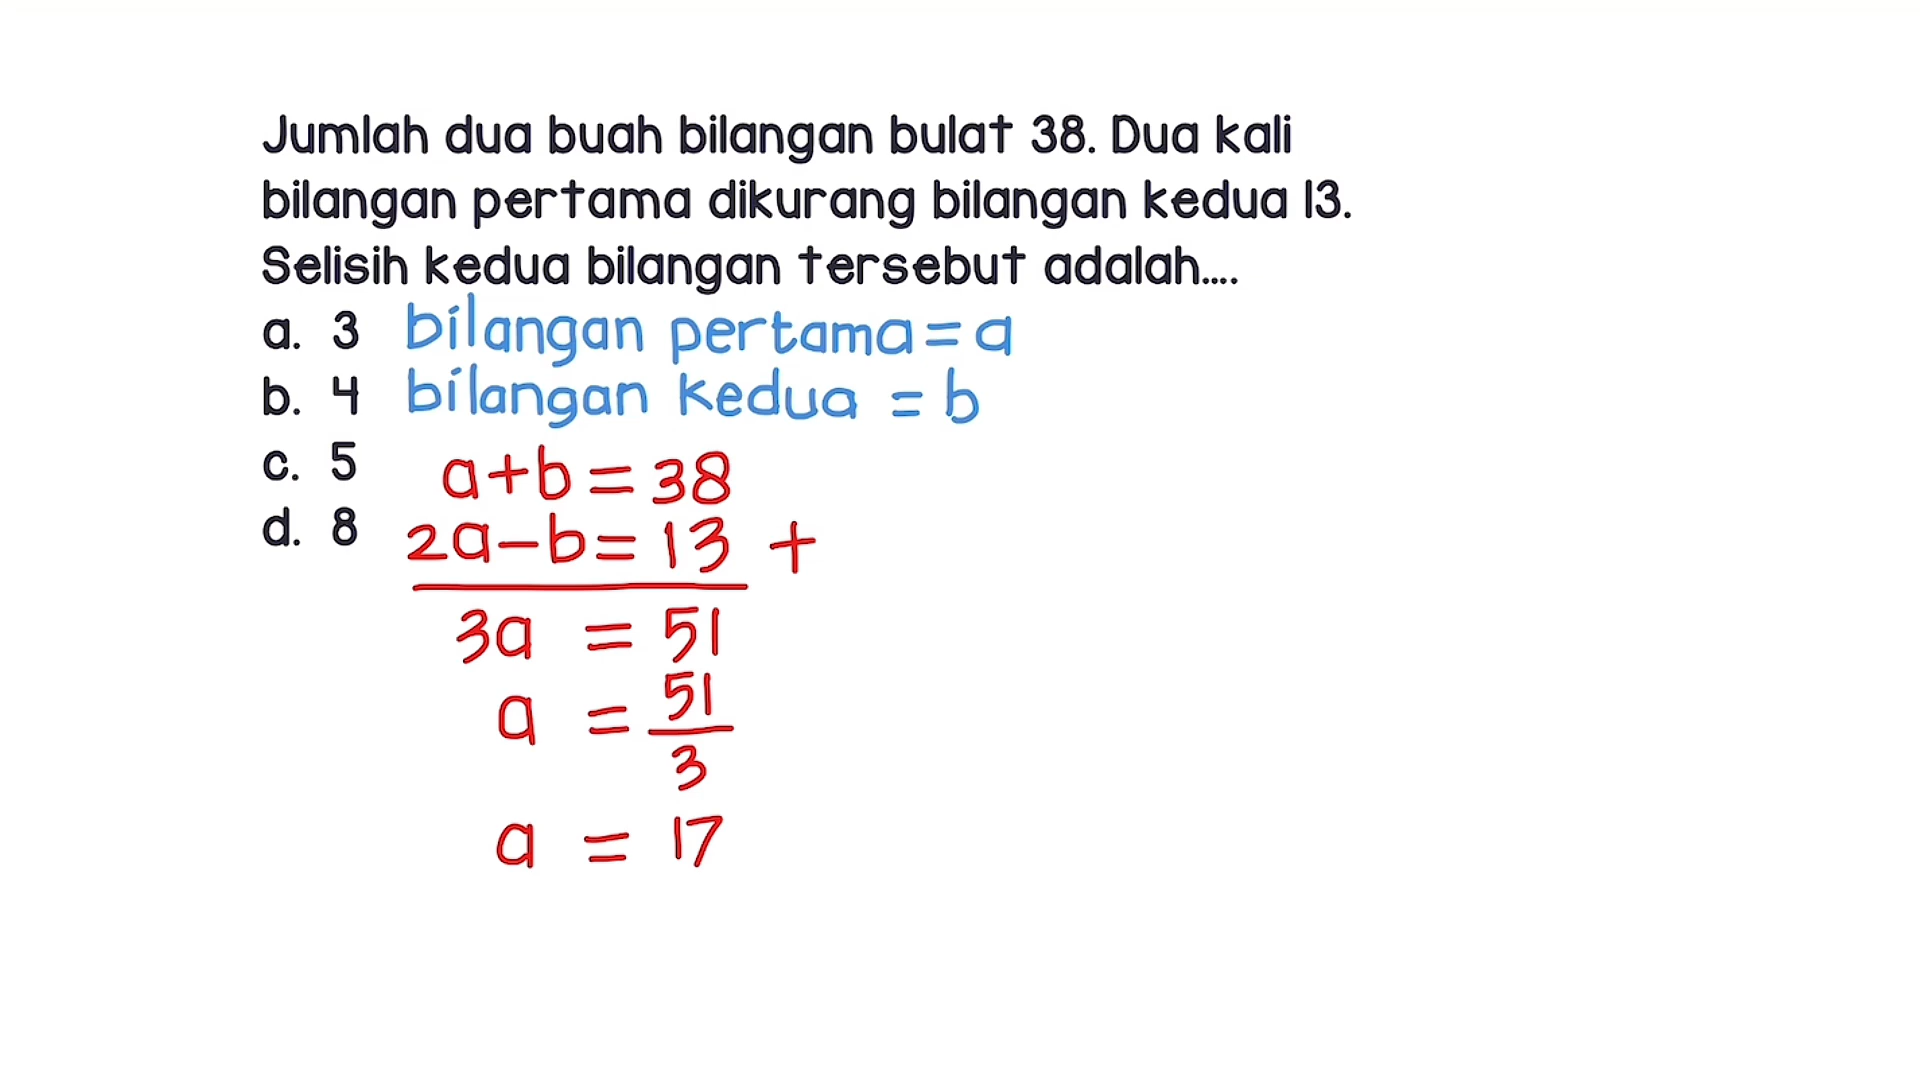 Jumlah dua buah bilangan bulat 38. Dua kali
bilangan pertama dikurang bilangan kedua 13.
Selisih kedua bilangan tersebut adalah....
a. 3 bilangan pertama = a
b. 4 bilangan kedua = b
c. 5
a+b = 38
d. 8
2a-b = 13 +
3a = 51
a = 51/3
a = 17